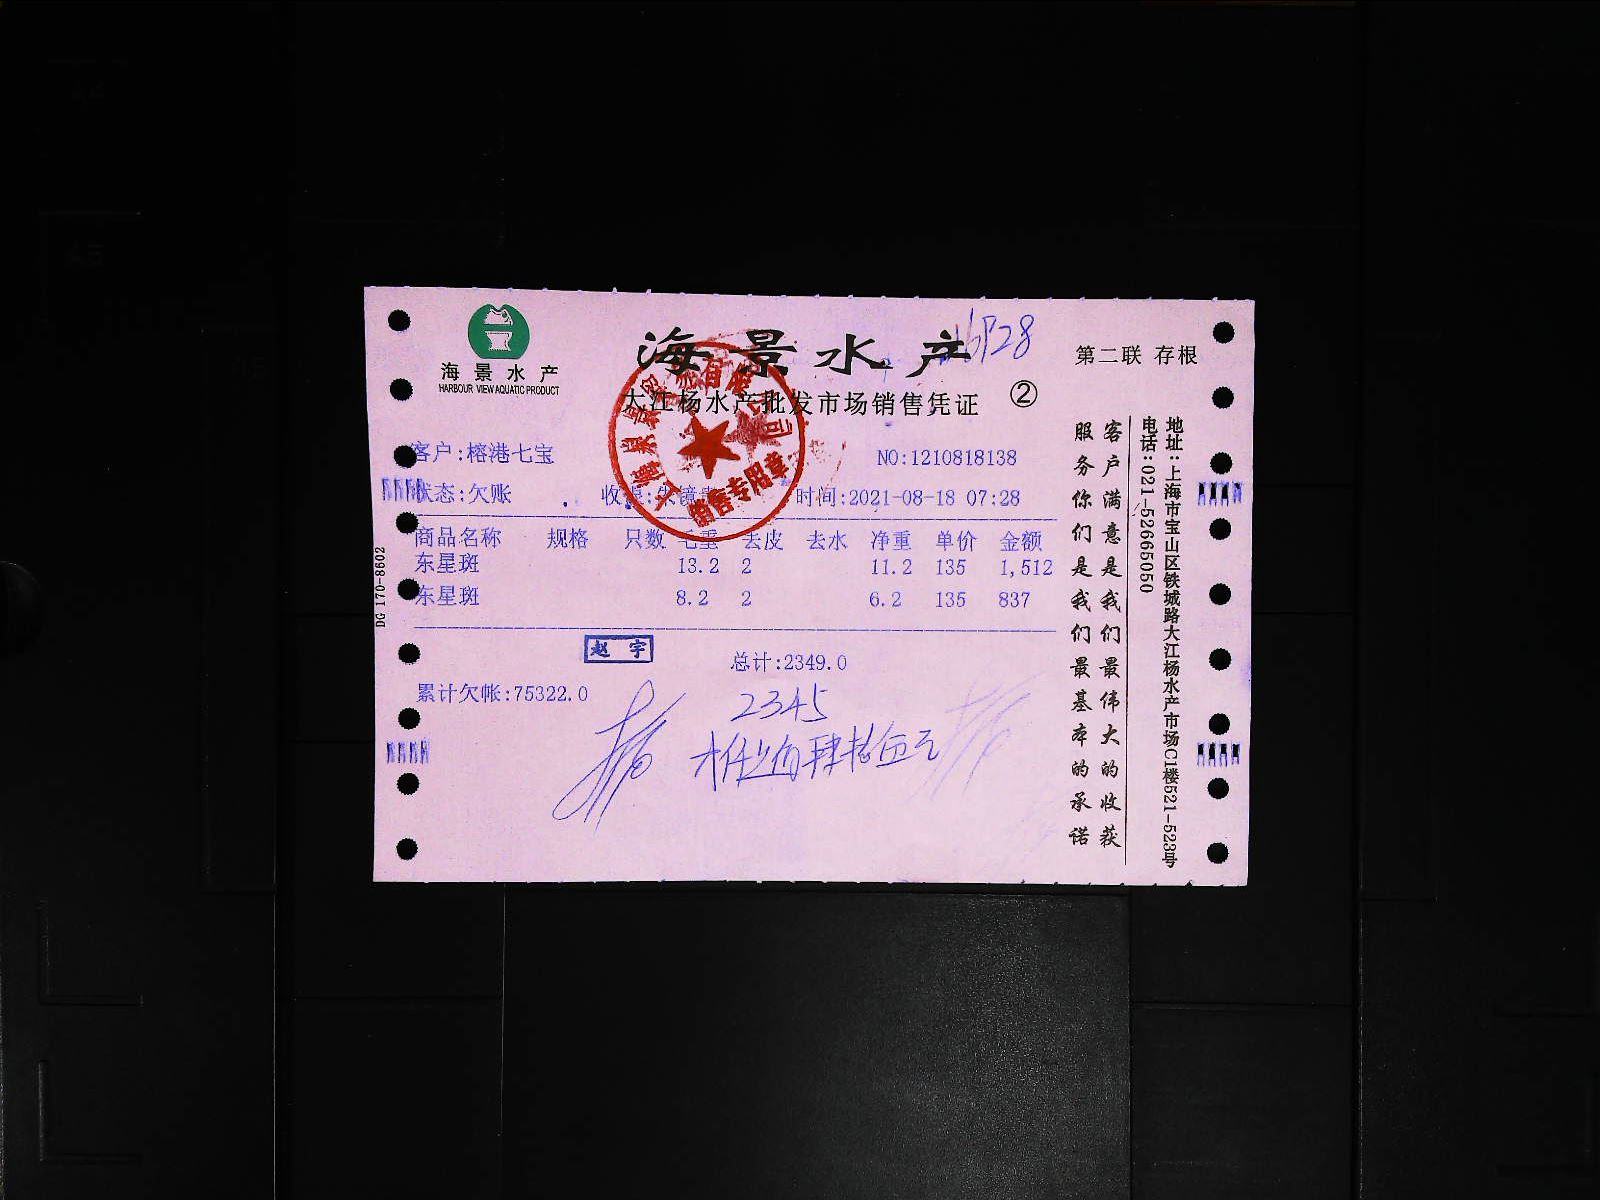 海景水产
HARBOUR VIEW AQUATIC PRODUCT
海景水产
28
第二联 存根
大江杨水产批发市场销售凭证 ②
客户:榕港七宝 NO:1210818138
状态:欠账 收 时间:2021-08-18 07:28
销售专用章
商品名称 规格 只数 毛重 去皮 去水 净重 单价 金额
东星斑 13.2 2 11.2 135 1,512
东星斑 8.2 2 6.2 135 837
赵宇
总计:2349.0
累计欠帐:75322.0
2345
客户满意是我们最伟大的收获
服务你们是我们最基本的承诺
地址:上海市宝山区铁城路大江杨水产市场C1楼521-523号
电话:021-52665050
DG 170-8602